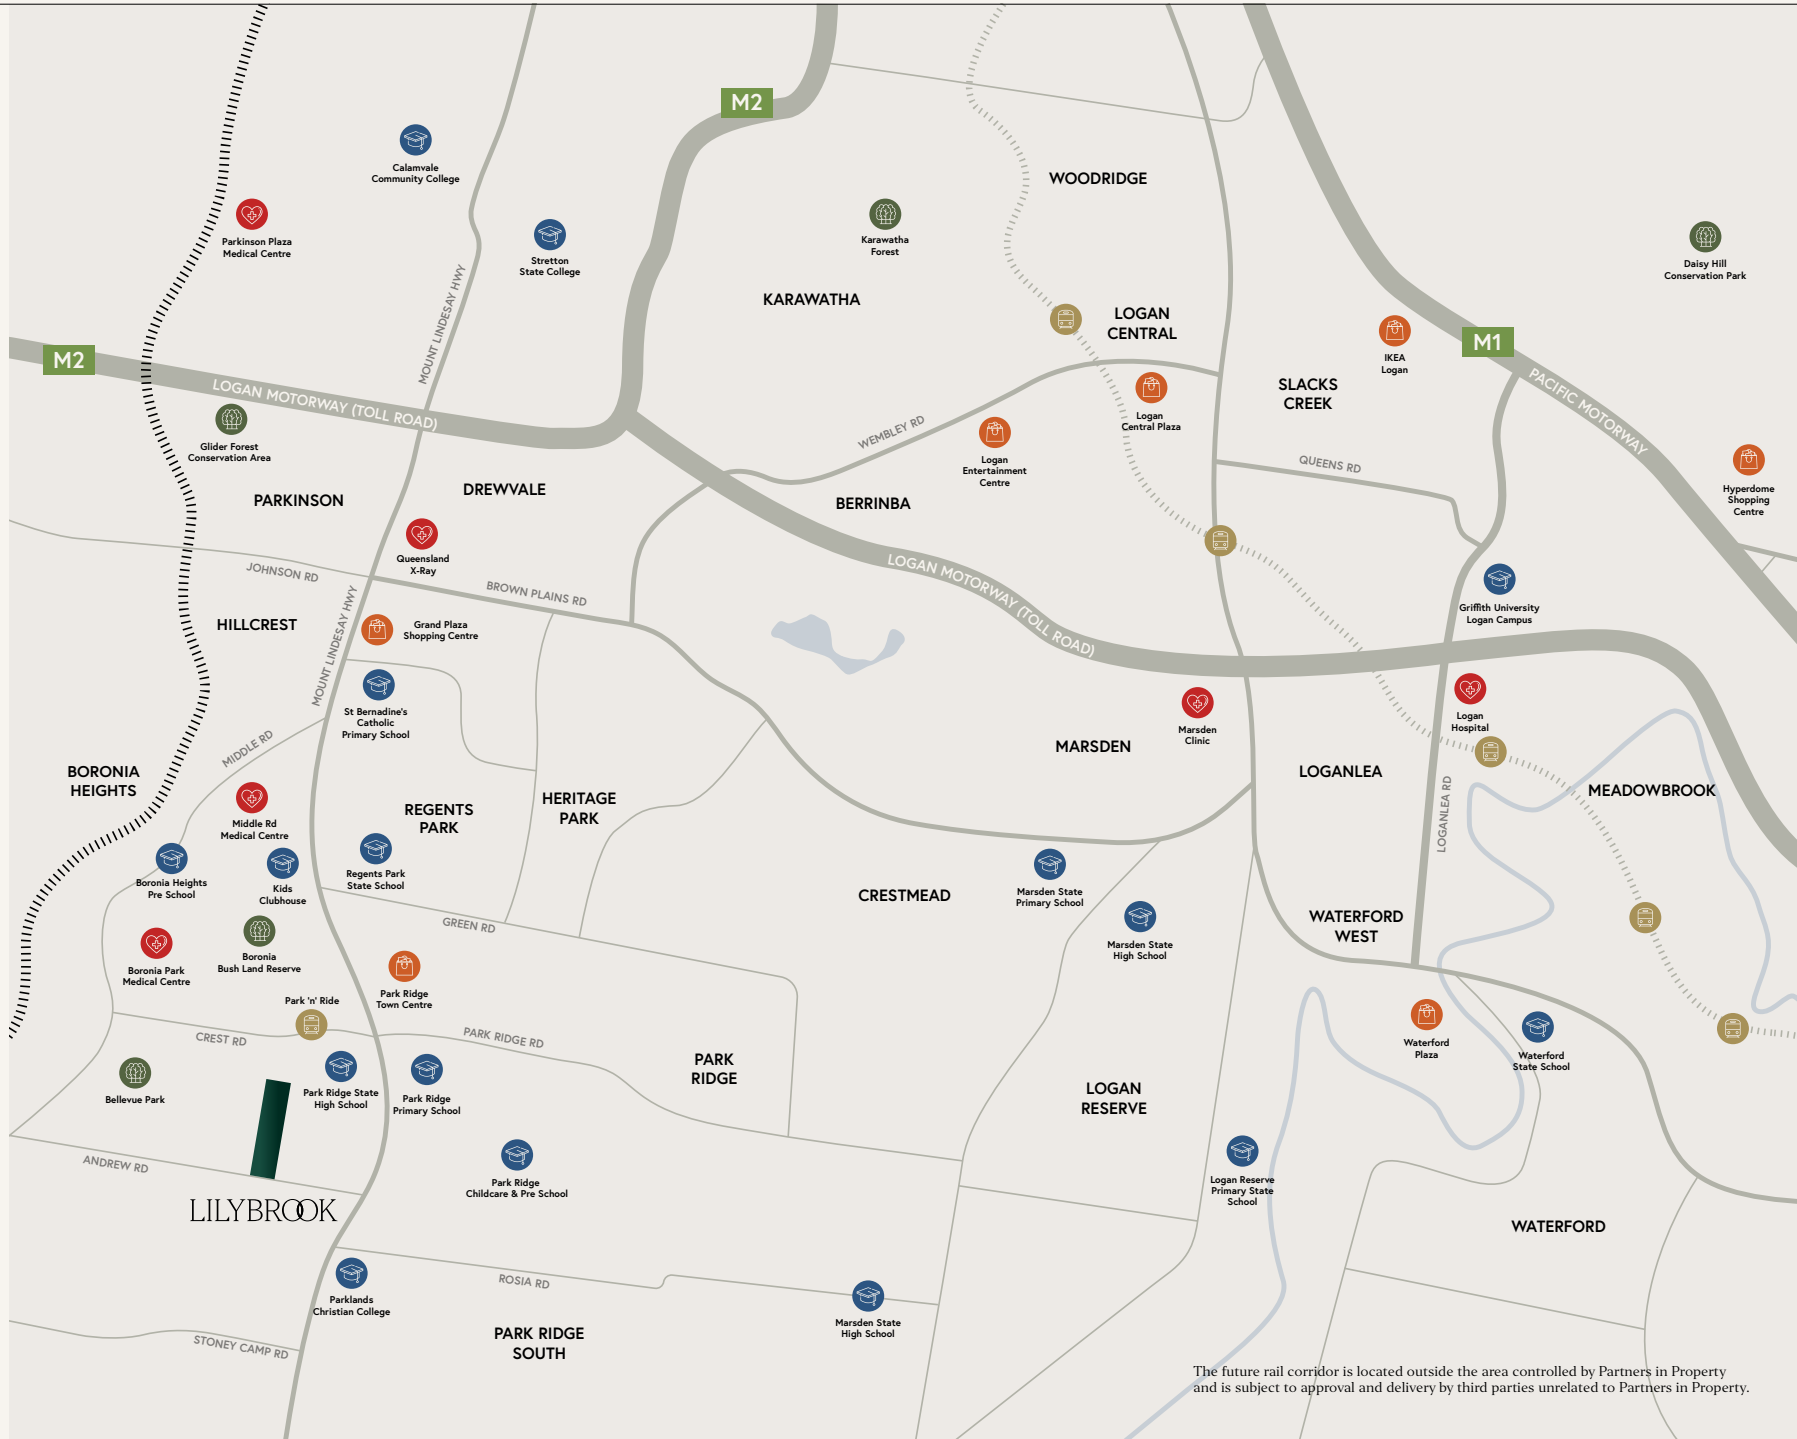 M2
WOODRIDGE
Calamvale
Community College
Parkinson Plaza
Medical Centre
Stretton
State College
Karawatha
Forest
Daisy Hill
Conservation Park
KARAWATHA
LOGAN
CENTRAL
MOUNT LINDESAY HWY
M2
LOGAN MOTORWAY (TOLL ROAD)
IKEA
Logan
M1
PACIFIC MOTORWAY
SLACKS
CREEK
Logan
Central Plaza
WEMBLEY RD
Glider Forest
Conservation Area
Logan
Entertainment
Centre
QUEENS RD
Hyperdome
Shopping
Centre
PARKINSON
DREWVALE
BERRINBA
Queensland
X-Ray
JOHNSON RD
BROWN PLAINS RD
LOGAN MOTORWAY (TOLL ROAD)
Griffith University
Logan Campus
HILLCREST
MOUNT LINDESAY HWY
Grand Plaza
Shopping Centre
St Bernadine's
Catholic
Primary School
MIDDLE RD
Marsden
Clinic
Logan
Hospital
MARSDEN
LOGANLEA
BORONIA
HEIGHTS
MEADOWBROOK
LOGANLEA RD
REGENTS
PARK
HERITAGE
PARK
Middle Rd
Medical Centre
Boronia Heights
Pre School
Kids
Clubhouse
Regents Park
State School
CRESTMEAD
Marsden State
Primary School
Marsden State
High School
WATERFORD
WEST
GREEN RD
Boronia Park
Medical Centre
Boronia
Bush Land Reserve
Park Ridge
Town Centre
Park 'n' Ride
CREST RD
PARK RIDGE RD
Waterford
Plaza
Waterford
State School
PARK
RIDGE
LOGAN
RESERVE
Bellevue Park
Park Ridge State
High School
Park Ridge
Primary School
ANDREW RD
Park Ridge
Childcare & Pre School
Logan Reserve
Primary State
School
LILYBROOK
WATERFORD
ROSIA RD
Parklands
Christian College
Marsden State
High School
STONEY CAMP RD
PARK RIDGE
SOUTH
The future rail corridor is located outside the area controlled by Partners in Property
and is subject to approval and delivery by third parties unrelated to Partners in Property.